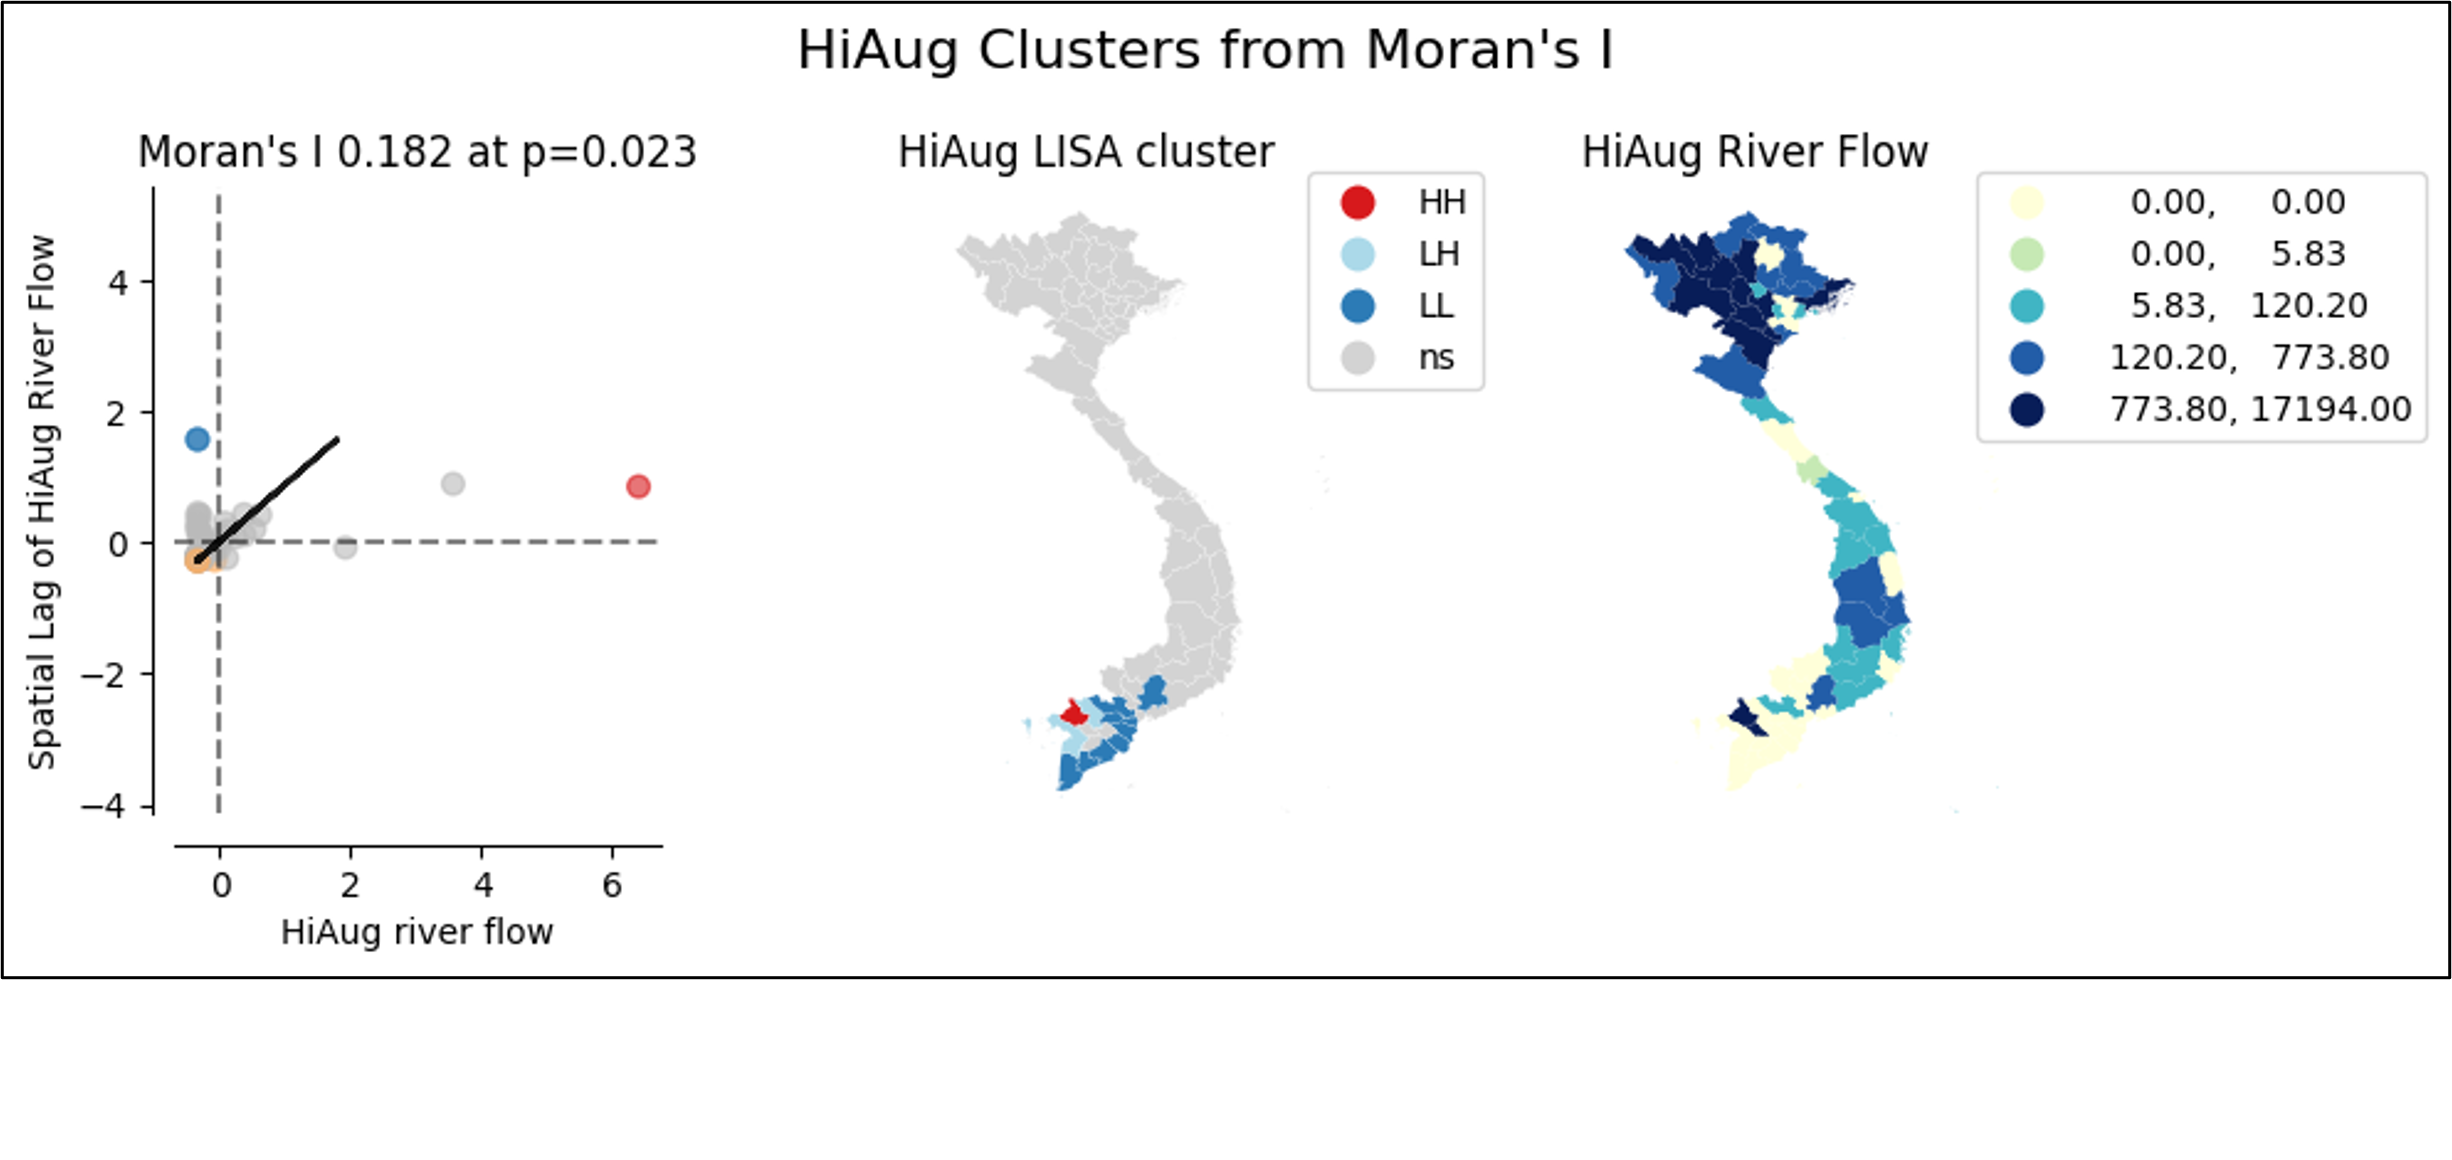 HiAug Clusters from Moran's I
Moran's I 0.182 at p=0.023
Spatial Lag of HiAug River Flow
4
2
0
−2
−4
0 2 4 6
HiAug river flow
HiAug LISA cluster
HH
LH
LL
ns
HiAug River Flow
0.00, 0.00
0.00, 5.83
5.83, 120.20
120.20, 773.80
773.80, 17194.00